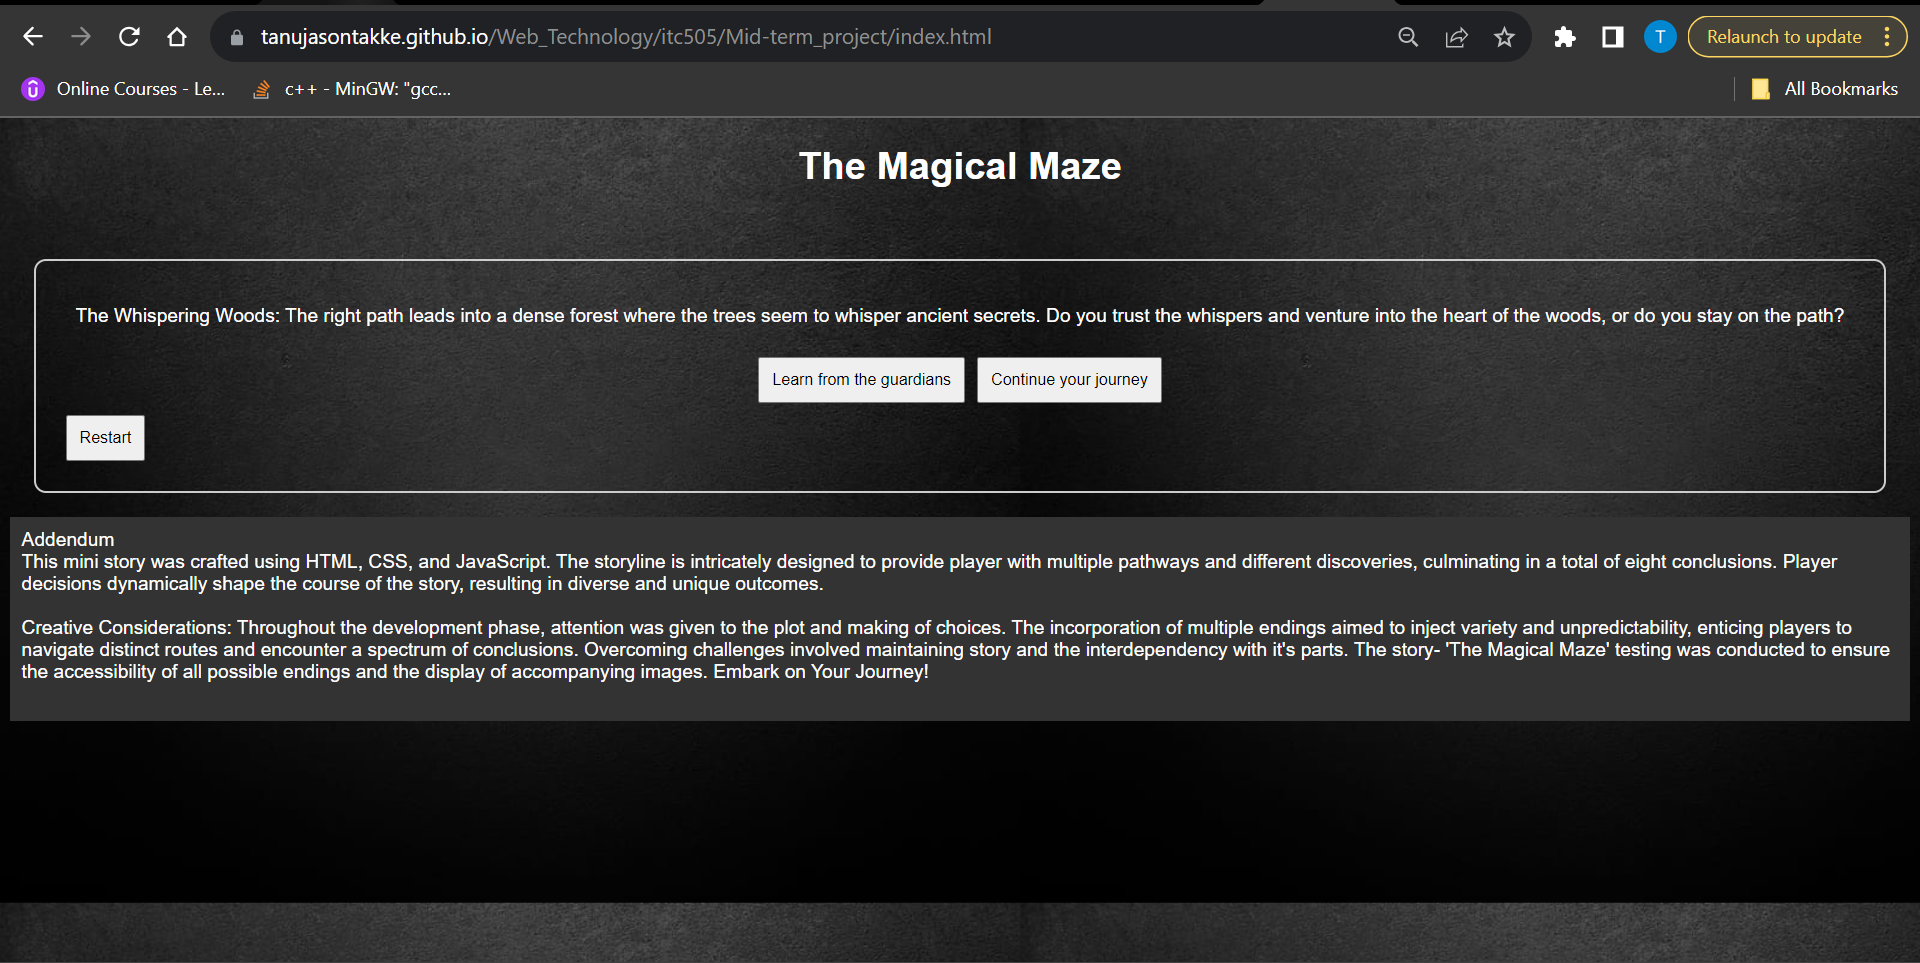 tanujasontakke.github.io/Web_Technology/itc505/Mid-term_project/index.html
T
Relaunch to update
Online Courses - Le...
c++ - MinGW: "gcc...
All Bookmarks
The Magical Maze
The Whispering Woods: The right path leads into a dense forest where the trees seem to whisper ancient secrets. Do you trust the whispers and venture into the heart of the woods, or do you stay on the path?
Learn from the guardians
Continue your journey
Restart
Addendum
This mini story was crafted using HTML, CSS, and JavaScript. The storyline is intricately designed to provide player with multiple pathways and different discoveries, culminating in a total of eight conclusions. Player
decisions dynamically shape the course of the story, resulting in diverse and unique outcomes.
Creative Considerations: Throughout the development phase, attention was given to the plot and making of choices. The incorporation of multiple endings aimed to inject variety and unpredictability, enticing players to
navigate distinct routes and encounter a spectrum of conclusions. Overcoming challenges involved maintaining story and the interdependency with it's parts. The story- 'The Magical Maze' testing was conducted to ensure
the accessibility of all possible endings and the display of accompanying images. Embark on Your Journey!